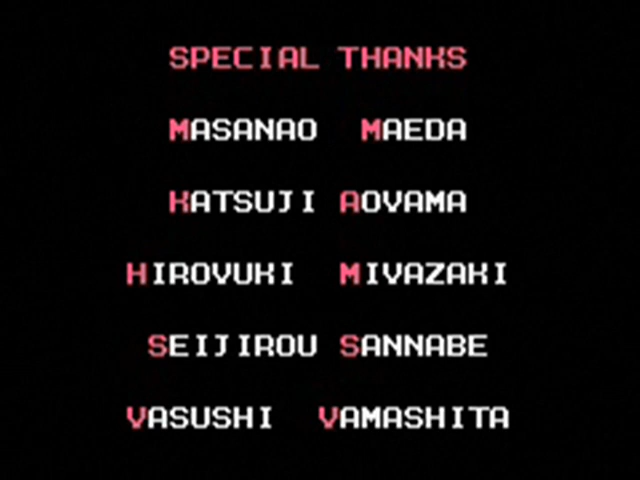 SPECIAL THANKS
MASANAO MAEDA
KATSUJI AOYAMA
HIROYUKI MIYAZAKI
SEIJIROU SANNABE
YASUSHI YAMASHITA